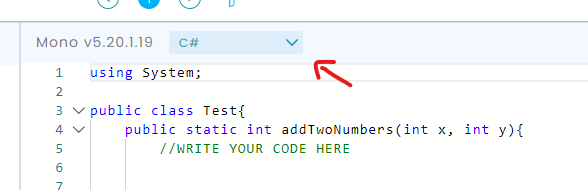 Mono v5.20.1.19 C#
1 using System;
2
3 public class Test{
4 public static int addTwoNumbers(int x, int y){
5 //WRITE YOUR CODE HERE
6
7